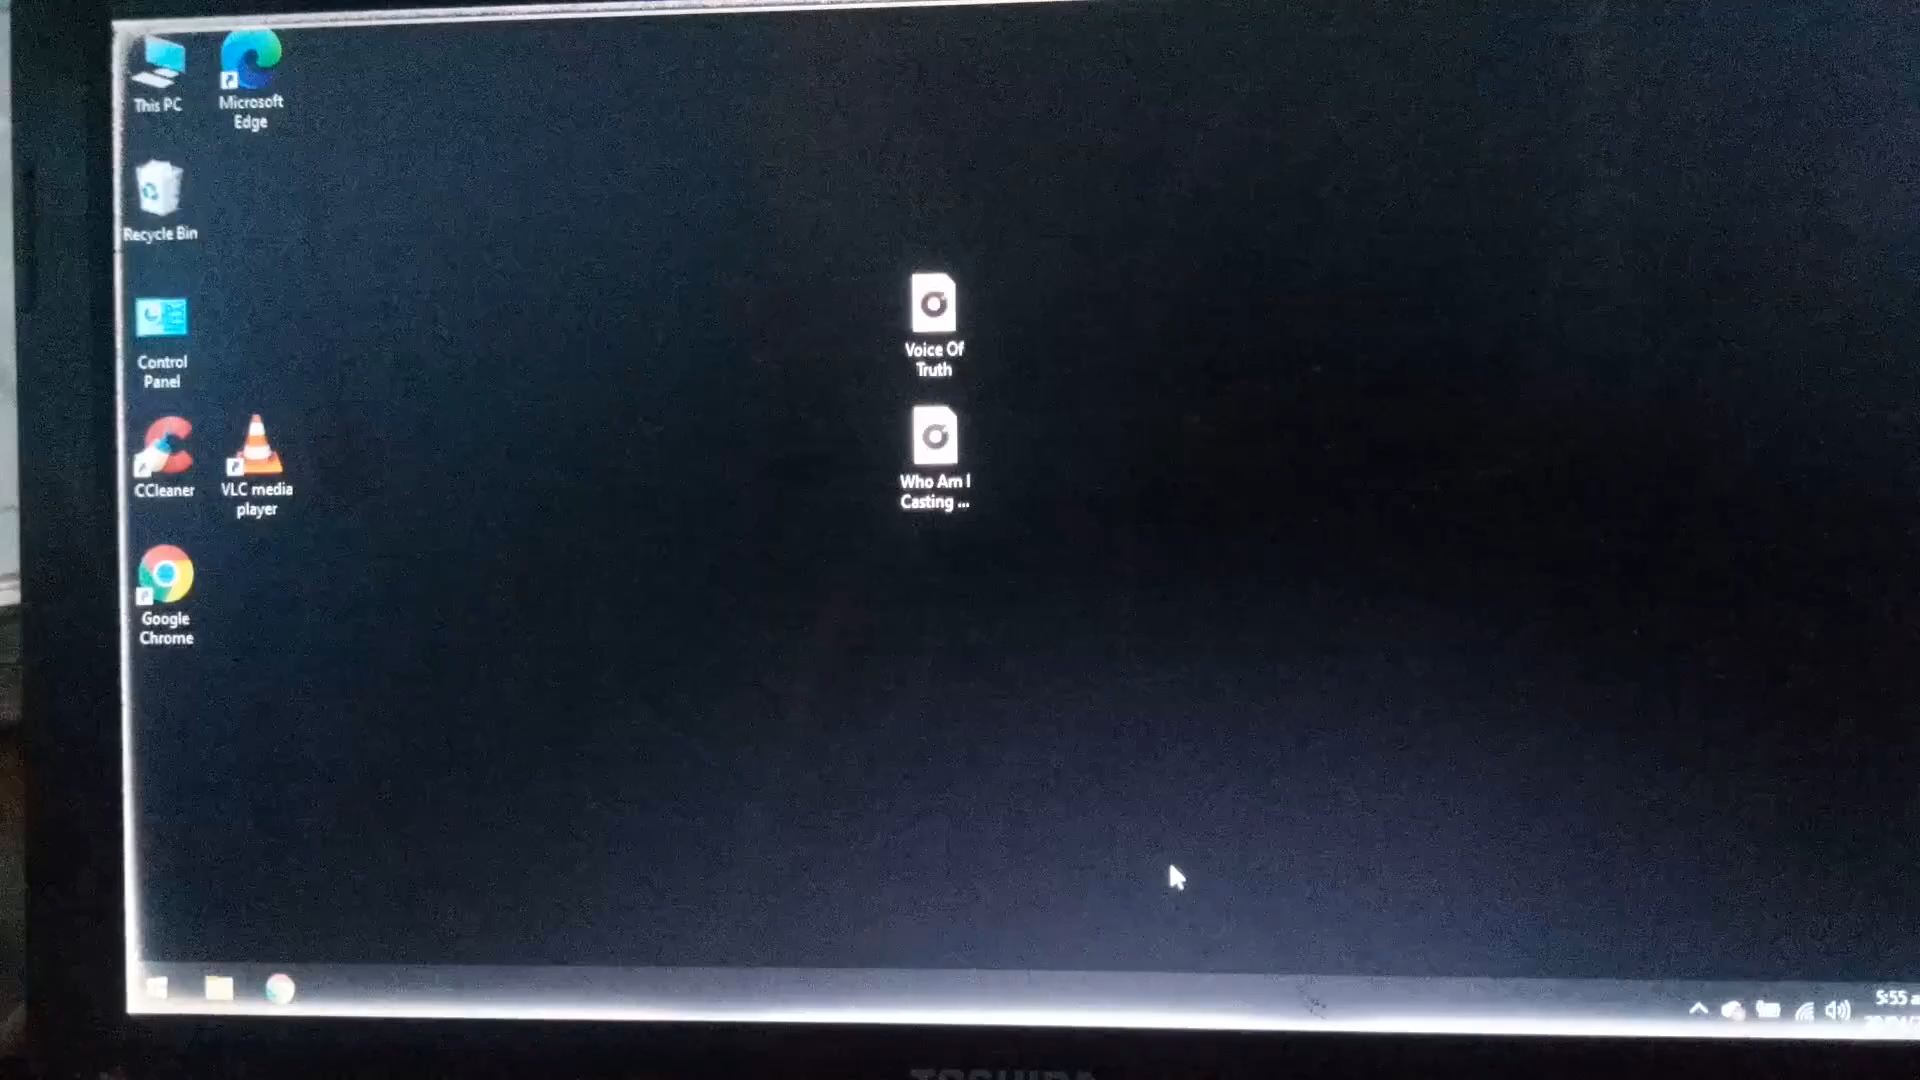 This PC
Microsoft
Edge
Recycle Bin
Control
Panel
CCleaner
VLC media
player
Google
Chrome
Voice Of
Truth
Who Am I
Casting ...
5:55 a
TOSHIBA